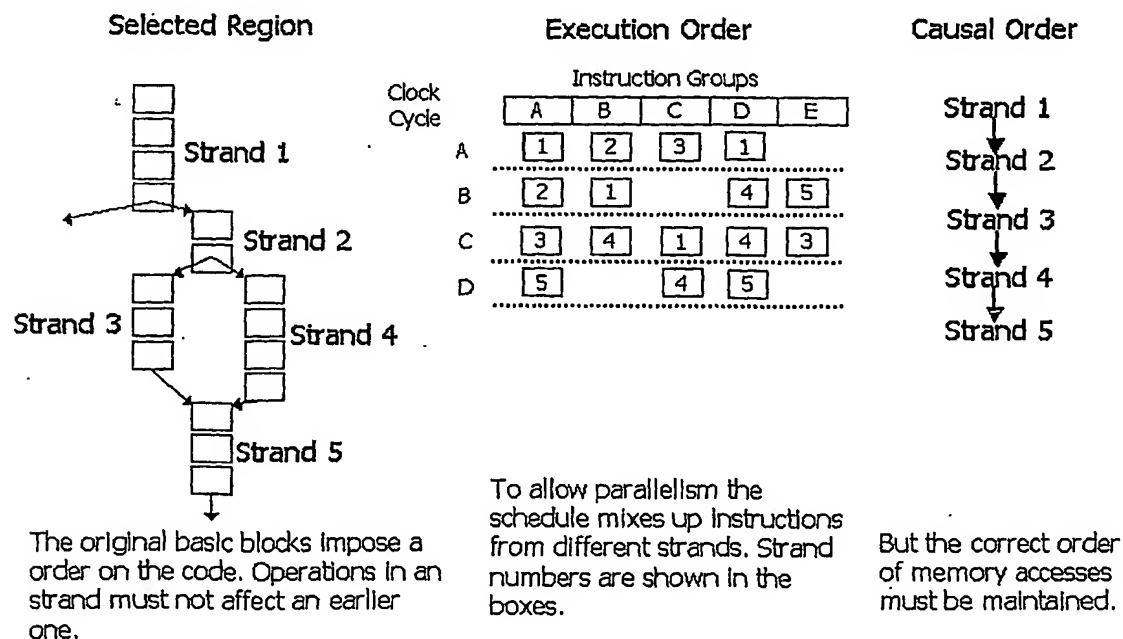 Selected Region
Execution Order
Causal Order
Strand 1
Strand 2
Strand 3
Strand 4
Strand 5
The original basic blocks impose a
order on the code. Operations in an
strand must not affect an earlier
one.
Instruction Groups
Clock
Cycle
A B C D E
A 1 2 3 1
B 2 1 4 5
C 3 4 1 4 3
D 5 4 5
To allow parallelism the
schedule mixes up instructions
from different strands. Strand
numbers are shown in the
boxes.
Strand 1
Strand 2
Strand 3
Strand 4
Strand 5
But the correct order
of memory accesses
must be maintained.